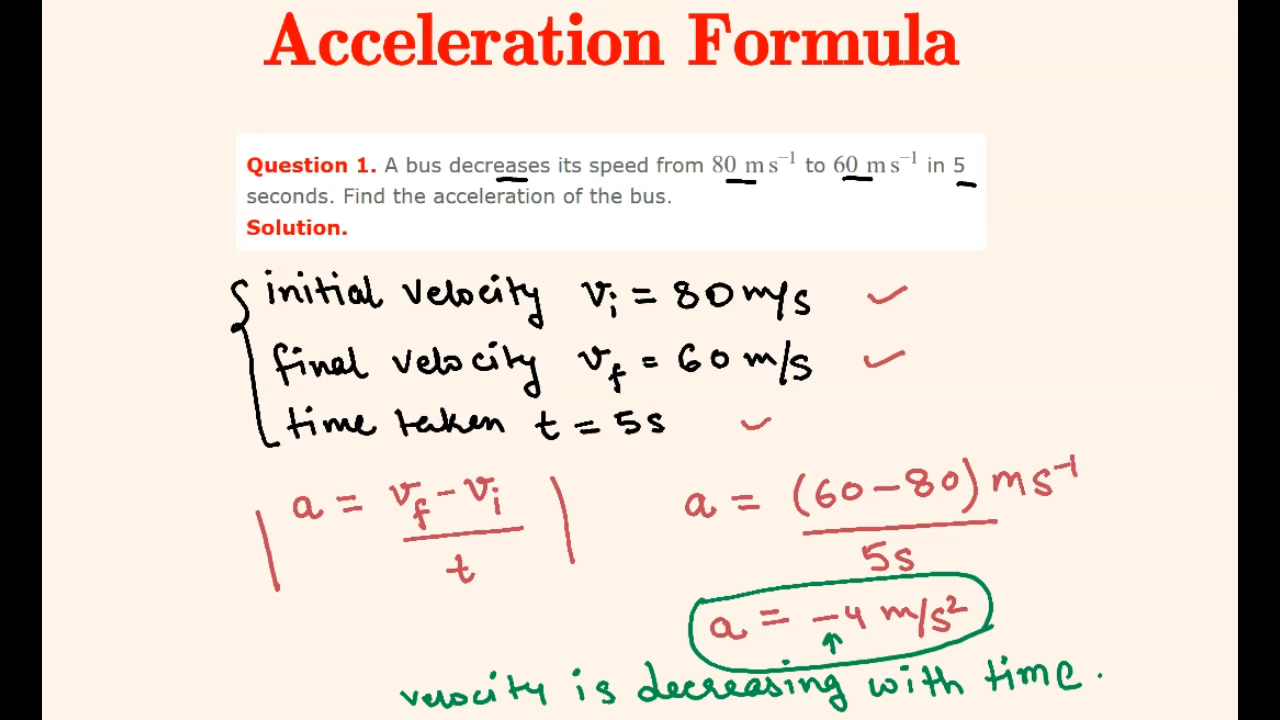 Acceleration Formula
Question 1. A bus decreases its speed from 80 m s⁻¹ to 60 m s⁻¹ in 5
seconds. Find the acceleration of the bus.
Solution.
initial velocity vᵢ = 80 m/s ✓
final velocity v_f = 60 m/s ✓
time taken t = 5s ✓
a = (v_f - vᵢ) / t
a = (60 - 80) ms⁻¹ / 5s
a = -4 m/s²
↑
velocity is decreasing with time.